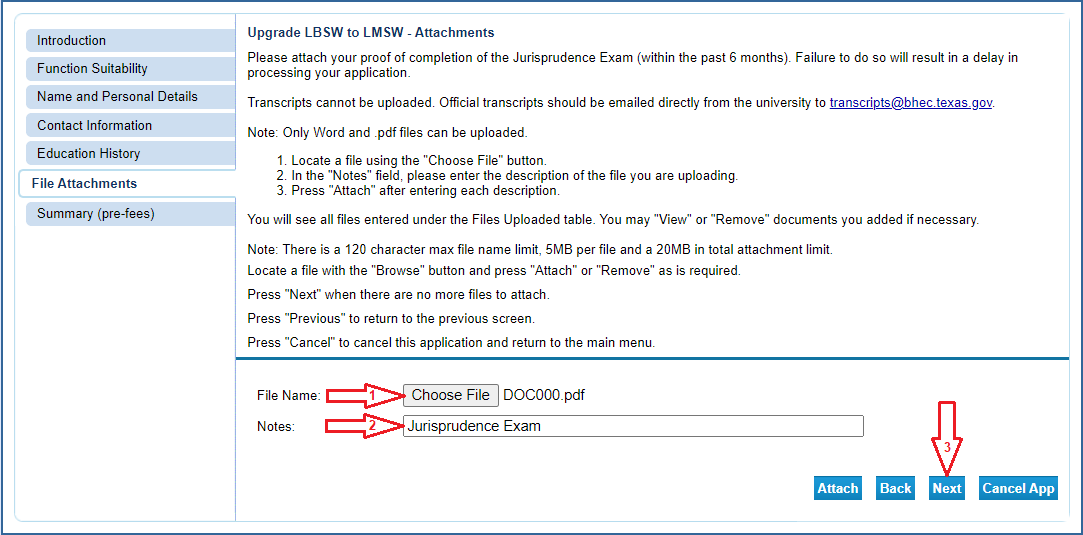 Introduction
Function Suitability
Name and Personal Details
Contact Information
Education History
File Attachments
Summary (pre-fees)
Upgrade LBSW to LMSW - Attachments
Please attach your proof of completion of the Jurisprudence Exam (within the past 6 months). Failure to do so will result in a delay in
processing your application.
Transcripts cannot be uploaded. Official transcripts should be emailed directly from the university to transcripts@bhec.texas.gov.
Note: Only Word and .pdf files can be uploaded.
1. Locate a file using the "Choose File" button.
2. In the "Notes" field, please enter the description of the file you are uploading.
3. Press "Attach" after entering each description.
You will see all files entered under the Files Uploaded table. You may "View" or "Remove" documents you added if necessary.
Note: There is a 120 character max file name limit, 5MB per file and a 20MB in total attachment limit.
Locate a file with the "Browse" button and press "Attach" or "Remove" as is required.
Press "Next" when there are no more files to attach.
Press "Previous" to return to the previous screen.
Press "Cancel" to cancel this application and return to the main menu.
File Name: 1 Choose File DOC000.pdf
Notes: 2 Jurisprudence Exam
3
Attach Back Next Cancel App